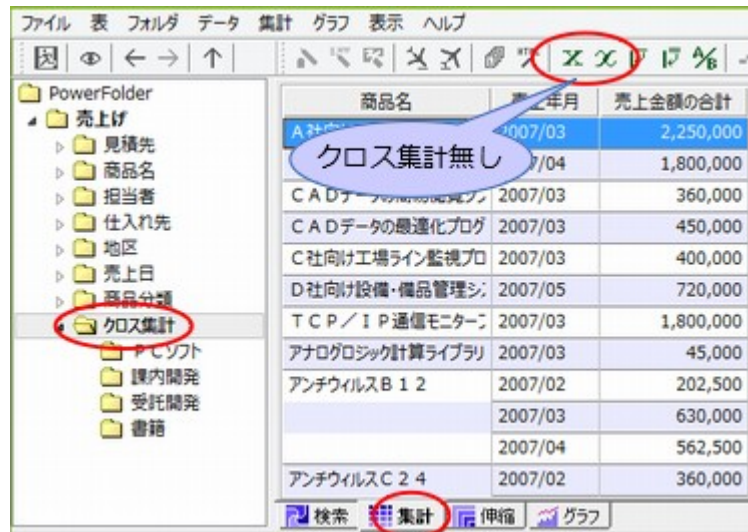 ファイル 表 フォルダ データ 集計 グラフ 表示 ヘルプ
PowerFolder
売上げ
見積先
商品名
担当者
仕入れ先
地区
売上日
商品分類
クロス集計
PCソフト
課内開発
受託開発
書籍
クロス集計無し
商品名 売上年月 売上金額の合計
2007/03 2,250,000
2007/04 1,800,000
2007/03 360,000
CADデータの最適化プログ 2007/03 450,000
C社向け工場ライン監視プロ 2007/03 400,000
D社向け設備・備品管理シ 2007/05 720,000
TCP/IP通信モニター 2007/03 1,800,000
アナログロジック計算ライブラリ 2007/03 45,000
アンチウィルスB12 2007/02 202,500
2007/03 630,000
2007/04 562,500
アンチウィルスC24 2007/02 360,000
検索 集計 伸縮 グラフ